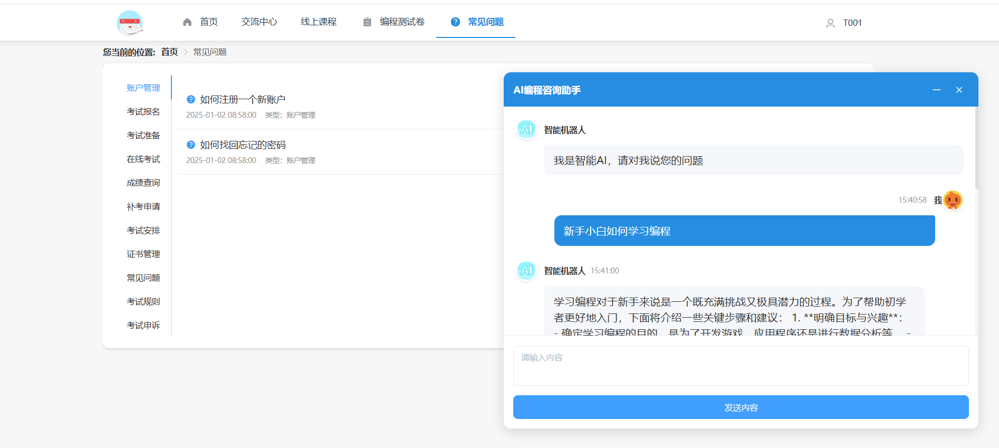 首页
交流中心
线上课程
编程测试卷
常见问题
T001
您当前的位置: 首页 > 常见问题
账户管理
考试报名
考试准备
在线考试
成绩查询
补考申请
考试安排
证书管理
常见问题
考试规则
考试申诉
如何注册一个新账户
2025-01-02 08:58:00 类型：账户管理
如何找回忘记的密码
2025-01-02 08:58:00 类型：账户管理
AI编程咨询助手
AI
智能机器人
我是智能AI，请对我说您的问题
15:40:58 我
新手小白如何学习编程
AI
智能机器人 15:41:00
学习编程对于新手来说是一个既充满挑战又极具潜力的过程。为了帮助初学
者更好地入门，下面将介绍一些关键步骤和建议： 1. **明确目标与兴趣**：
- 确定学习编程的目的，是为了开发游戏、应用程序还是进行数据分析等。 -
请输入内容
发送内容